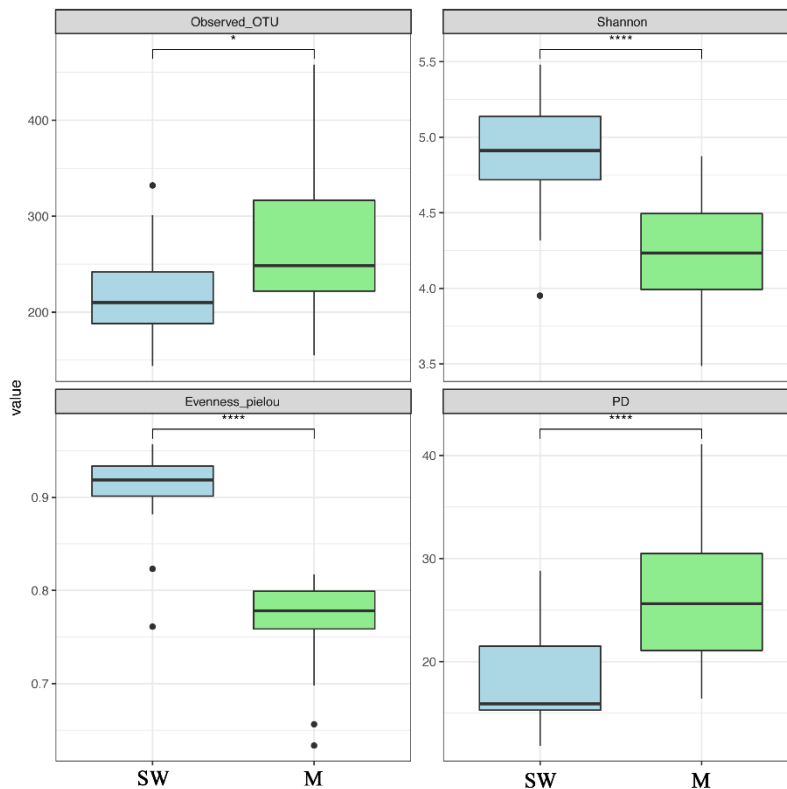 Observed_OTU
Shannon
*
****
400
300
200
5.5
5.0
4.5
4.0
3.5
value
Evenness_pielou
PD
****
****
0.9
0.8
0.7
40
30
20
SW
M
SW
M